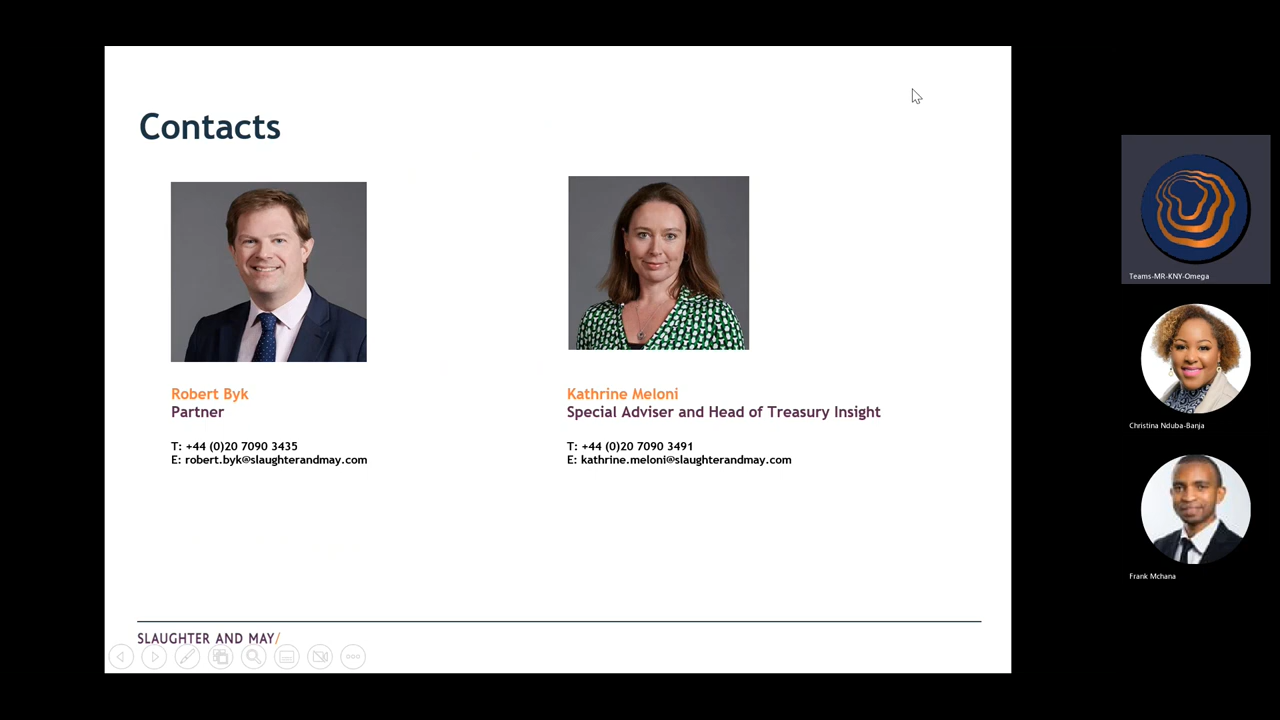 Contacts
Robert Byk
Partner
T: +44 (0)20 7090 3435
E: robert.byk@slaughterandmay.com
Kathrine Meloni
Special Adviser and Head of Treasury Insight
T: +44 (0)20 7090 3491
E: kathrine.meloni@slaughterandmay.com
SLAUGHTER AND MAY/
Teams-MR-KNY-Omega
Christina Nduba-Banja
Frank Mchana